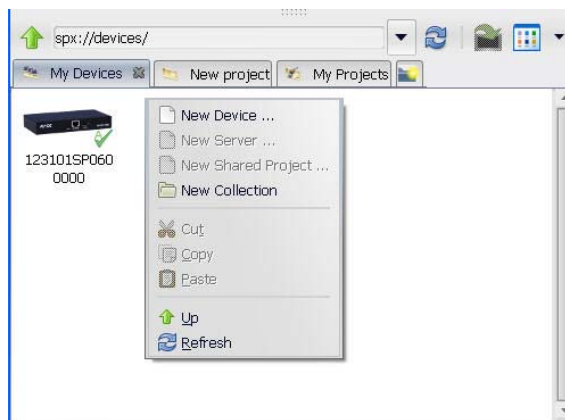 spx://devices/
My Devices
New project
My Projects
123101SP060
0000
New Device ...
New Server ...
New Shared Project ...
New Collection
Cut
Copy
Paste
Up
Refresh